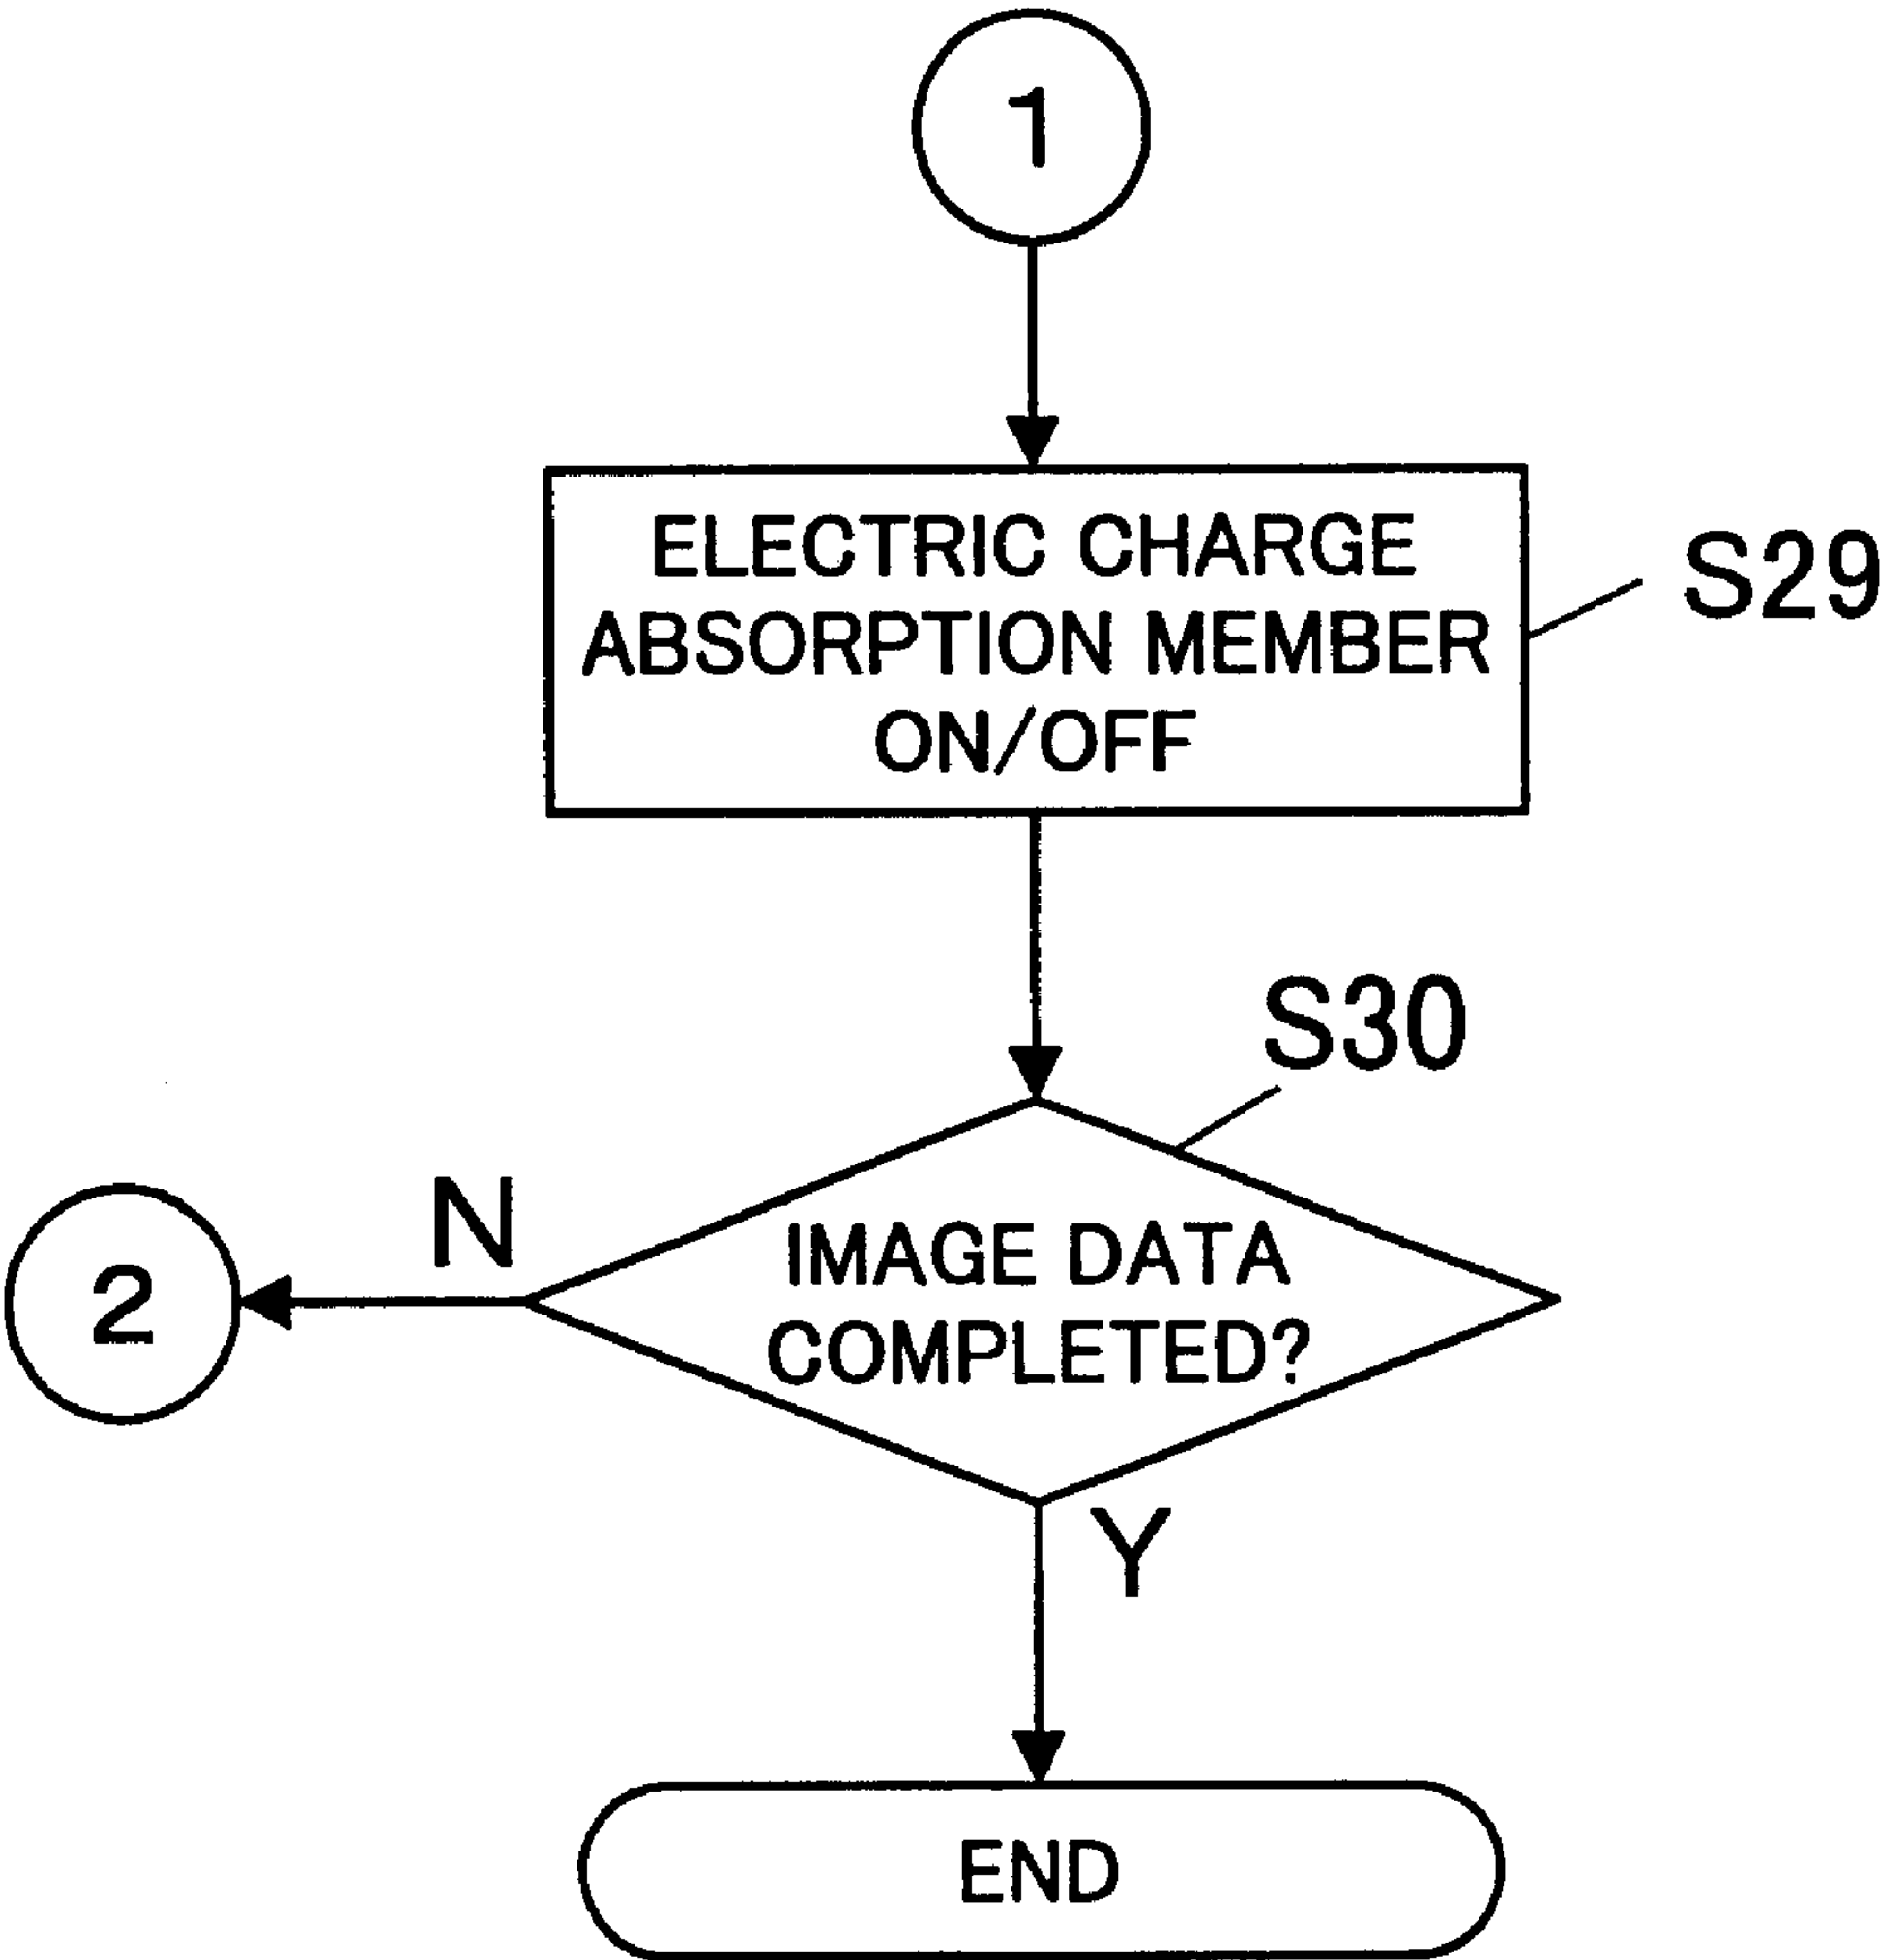 1
ELECTRIC CHARGE
ABSORPTION MEMBER
ON/OFF
S29
S30
N
2
IMAGE DATA
COMPLETED?
Y
END